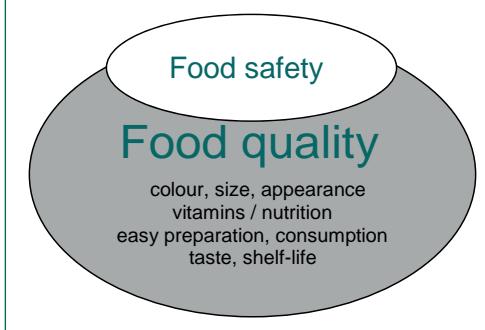 Food safety
Food quality
colour, size, appearance
vitamins / nutrition
easy preparation, consumption
taste, shelf-life